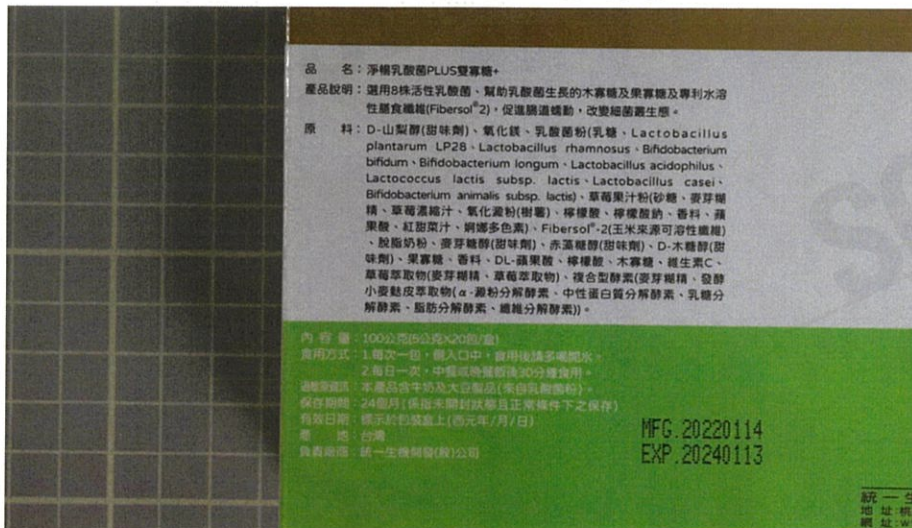 品　名：淨暢乳酸菌PLUS雙寡糖+
產品說明：選用8株活性乳酸菌、幫助乳酸菌生長的木寡糖及果寡糖及專利水溶
性膳食纖維(Fibersol®2)，促進腸道蠕動，改變細菌叢生態。
原　料：D-山梨醇(甜味劑)、氧化鎂、乳酸菌粉(乳糖、Lactobacillus
plantarum LP28、Lactobacillus rhamnosus、Bifidobacterium
bifidum、Bifidobacterium longum、Lactobacillus acidophilus、
Lactococcus lactis subsp. lactis、Lactobacillus casei、
Bifidobacterium animalis subsp. lactis)、草莓果汁粉(砂糖、麥芽糊
精、草莓濃縮汁、氧化澱粉(樹薯)、檸檬酸、檸檬酸鈉、香料、蘋
果酸、紅甜菜汁、婀娜多色素)、Fibersol®-2(玉米來源可溶性纖維)
、脫脂奶粉、麥芽糖醇(甜味劑)、赤藻糖醇(甜味劑)、D-木糖醇(甜
味劑)、果寡糖、香料、DL-蘋果酸、檸檬酸、木寡糖、維生素C、
草莓萃取物(麥芽糊精、草莓萃取物)、複合型酵素(麥芽糊精、發酵
小麥麩皮萃取物(α-澱粉分解酵素、中性蛋白質分解酵素、乳糖分
解酵素、脂肪分解酵素、纖維分解酵素))。
內 容 量：100公克(5公克X20包/盒)
食用方式：1.每次一包，倒入口中，食用後請多喝開水。
2.每日一次，中餐或晚餐飯後30分鐘食用。
過敏原資訊：本產品含牛奶及大豆製品(來自乳酸菌粉)。
保存期間：24個月(係指未開封狀態且正常條件下之保存)
有效日期：標示於包裝盒上(西元年/月/日)
產　地：台灣
負責廠商：統一生機開發(股)公司
MFG.20220114
EXP.20240113
統一生
地 址:桃
網 址:w